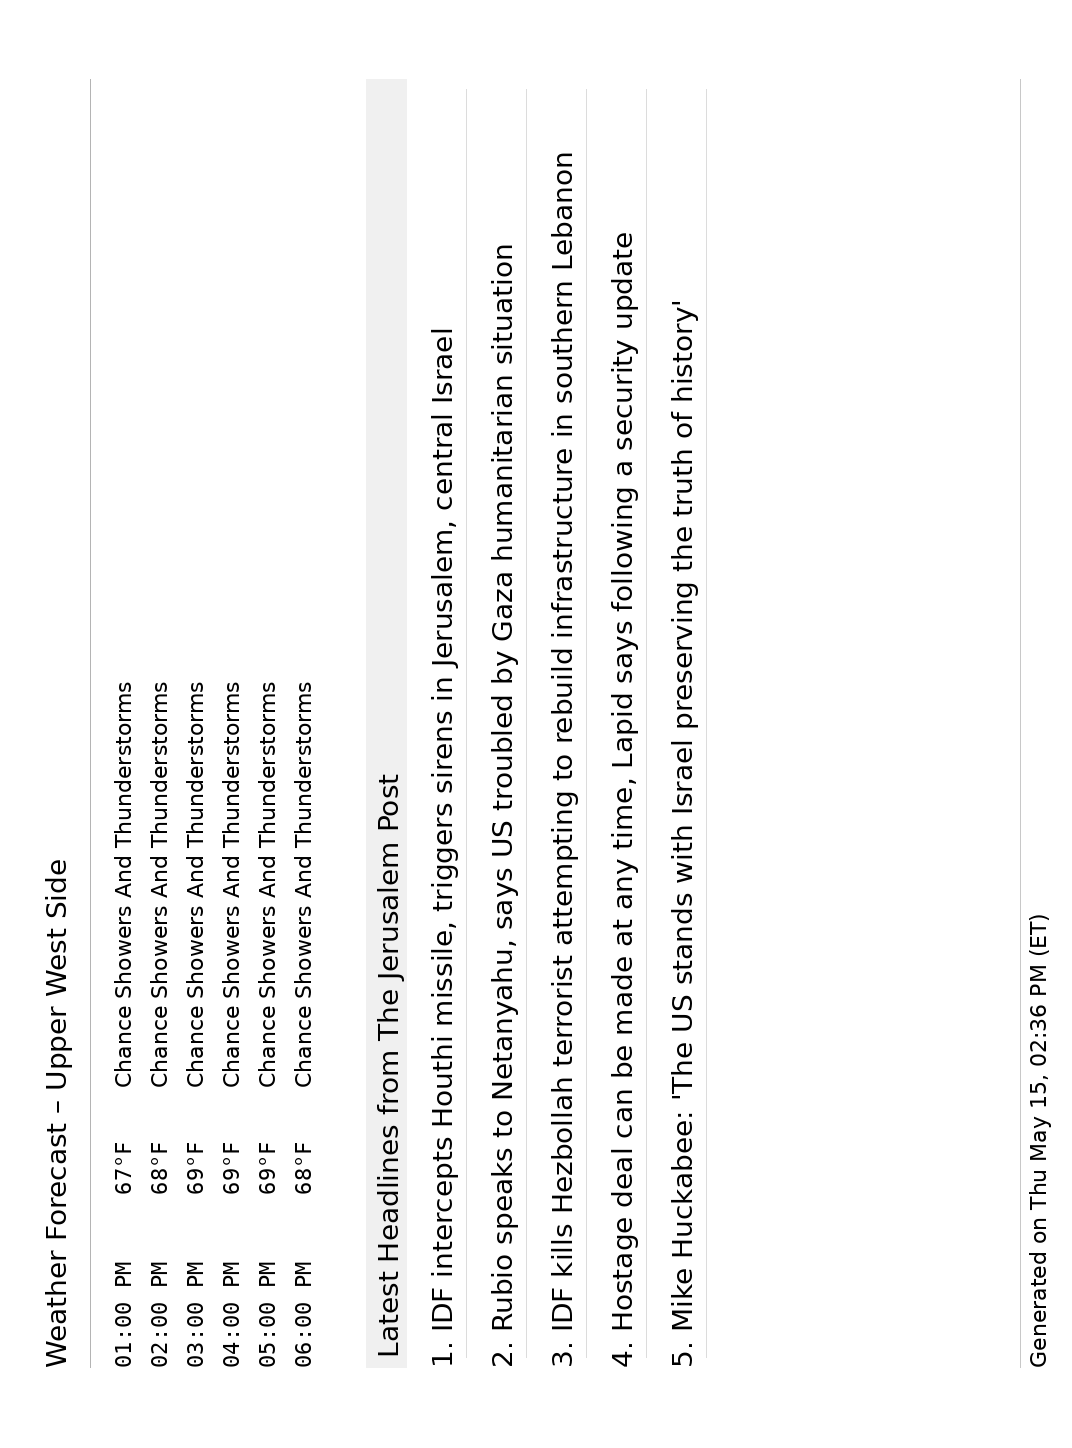 Weather Forecast – Upper West Side
01:00 PM 67°F Chance Showers And Thunderstorms
02:00 PM 68°F Chance Showers And Thunderstorms
03:00 PM 69°F Chance Showers And Thunderstorms
04:00 PM 69°F Chance Showers And Thunderstorms
05:00 PM 69°F Chance Showers And Thunderstorms
06:00 PM 68°F Chance Showers And Thunderstorms
Latest Headlines from The Jerusalem Post
1. IDF intercepts Houthi missile, triggers sirens in Jerusalem, central Israel
2. Rubio speaks to Netanyahu, says US troubled by Gaza humanitarian situation
3. IDF kills Hezbollah terrorist attempting to rebuild infrastructure in southern Lebanon
4. Hostage deal can be made at any time, Lapid says following a security update
5. Mike Huckabee: 'The US stands with Israel preserving the truth of history'
Generated on Thu May 15, 02:36 PM (ET)